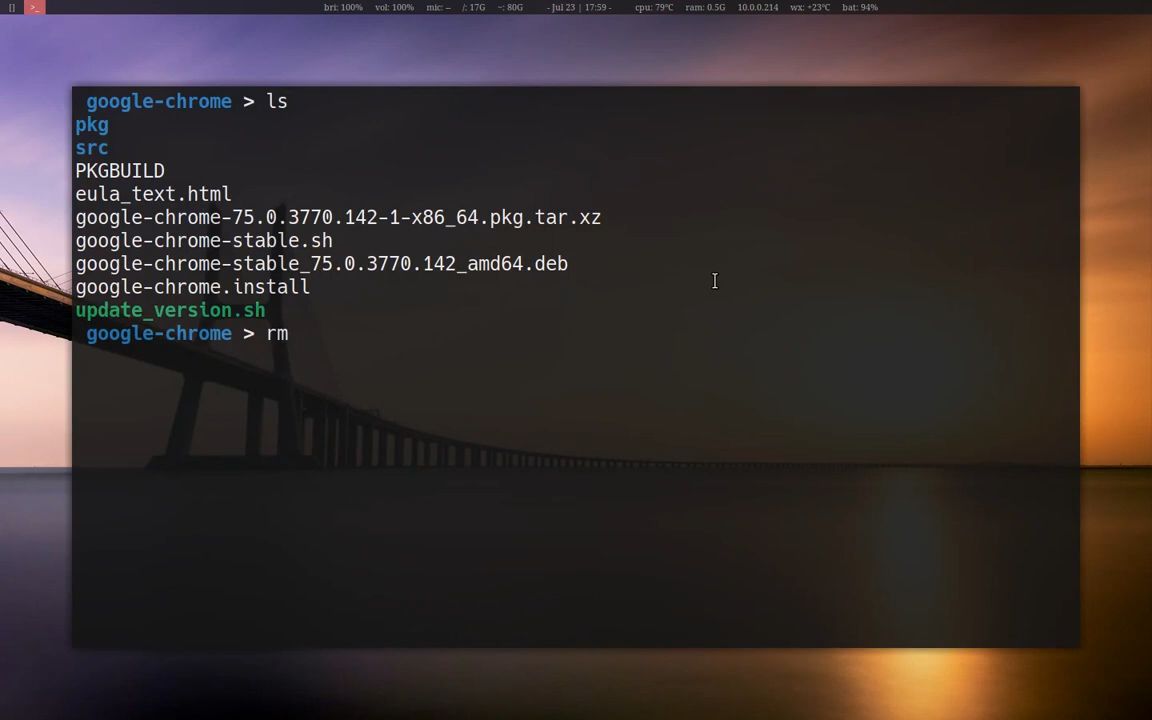 [] >_ bri: 100% vol: 100% mic: -- /: 17G ~: 80G - Jul 23 | 17:59 - cpu: 79°C ram: 0.5G 10.0.0.214 wx: +23°C bat: 94%
google-chrome > ls
pkg
src
PKGBUILD
eula_text.html
google-chrome-75.0.3770.142-1-x86_64.pkg.tar.xz
google-chrome-stable.sh
google-chrome-stable_75.0.3770.142_amd64.deb
google-chrome.install
update_version.sh
google-chrome > rm